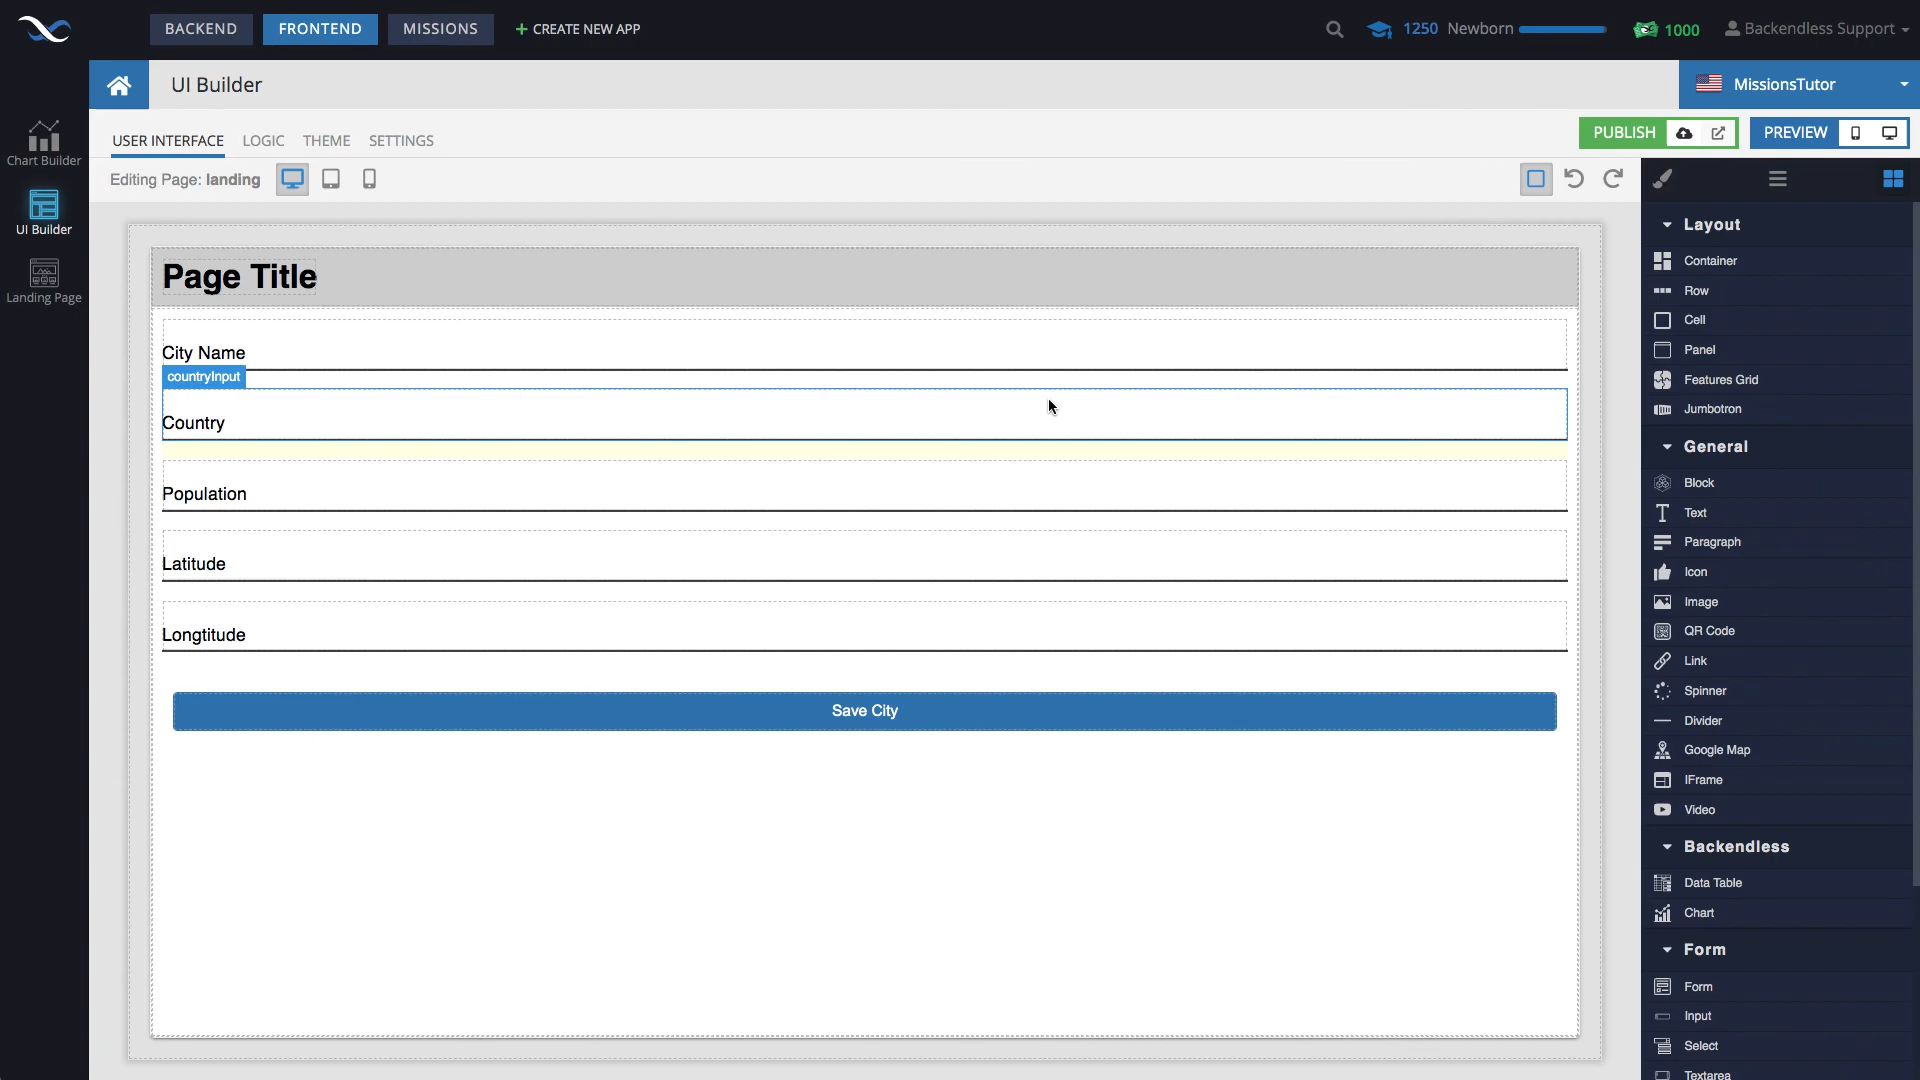 BACKEND FRONTEND MISSIONS + CREATE NEW APP 1250 Newborn 1000 Backendless Support
UI Builder MissionsTutor
USER INTERFACE LOGIC THEME SETTINGS PUBLISH PREVIEW
Editing Page: landing
Chart Builder
UI Builder
Landing Page
Page Title
City Name
countryInput
Country
Population
Latitude
Longtitude
Save City
Layout
Container
Row
Cell
Panel
Features Grid
Jumbotron
General
Block
Text
Paragraph
Icon
Image
QR Code
Link
Spinner
Divider
Google Map
IFrame
Video
Backendless
Data Table
Chart
Form
Form
Input
Select
Textarea